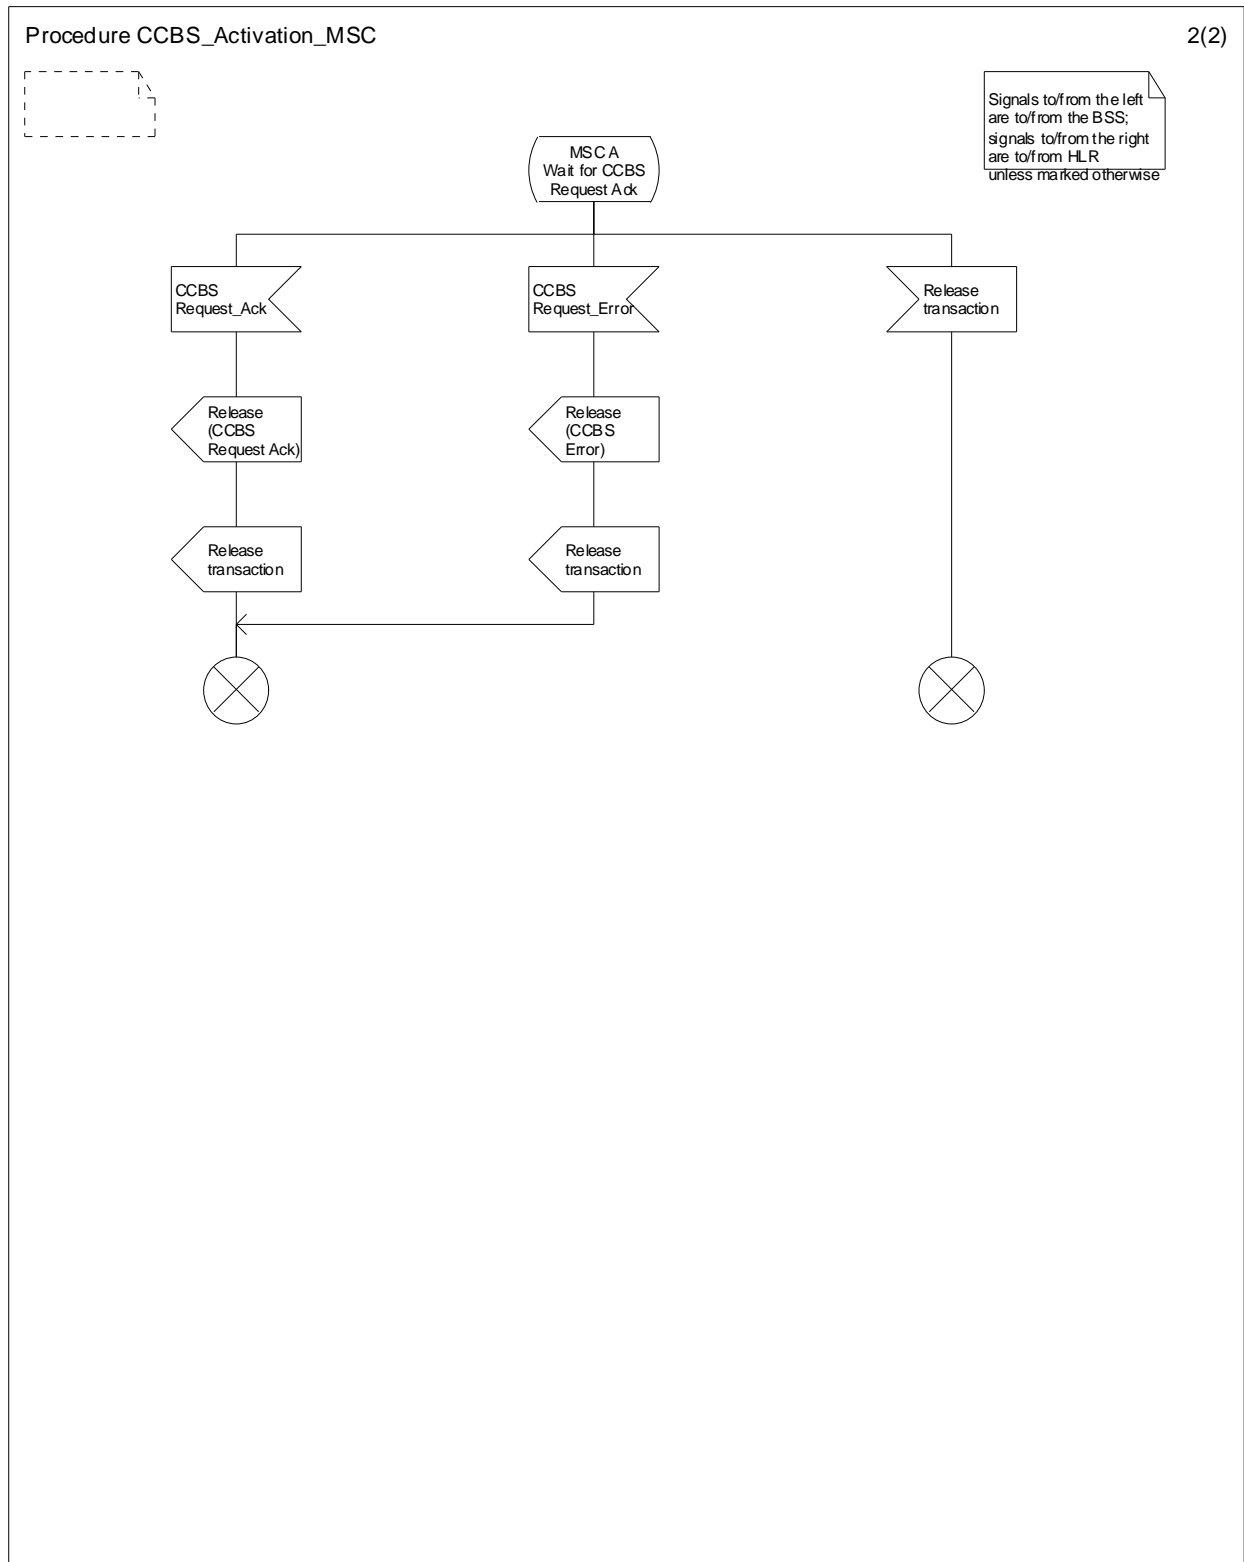 Procedure CCBS_Activation_MSC
2(2)
Signals to/from the left
are to/from the BSS;
signals to/from the right
are to/from HLR
unless marked otherwise
MSC A
Wait for CCBS
Request Ack
CCBS
Request_Ack
CCBS
Request_Error
Release
transaction
Release
(CCBS
Request Ack)
Release
(CCBS
Error)
Release
transaction
Release
transaction